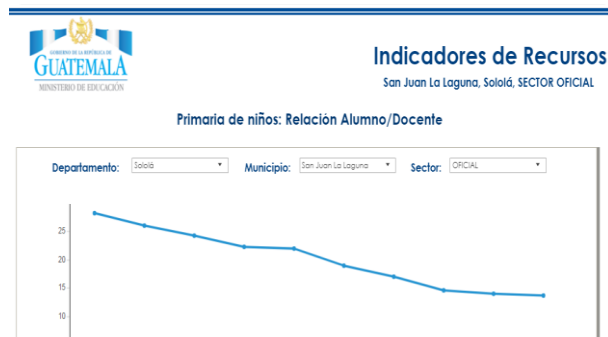 GOBIERNO DE LA REPÚBLICA DE
GUATEMALA
MINISTERIO DE EDUCACIÓN
Indicadores de Recursos
San Juan La Laguna, Sololá, SECTOR OFICIAL
Primaria de niños: Relación Alumno/Docente
Departamento: Sololá Municipio: San Juan La Laguna Sector: OFICIAL
25
20
15
10